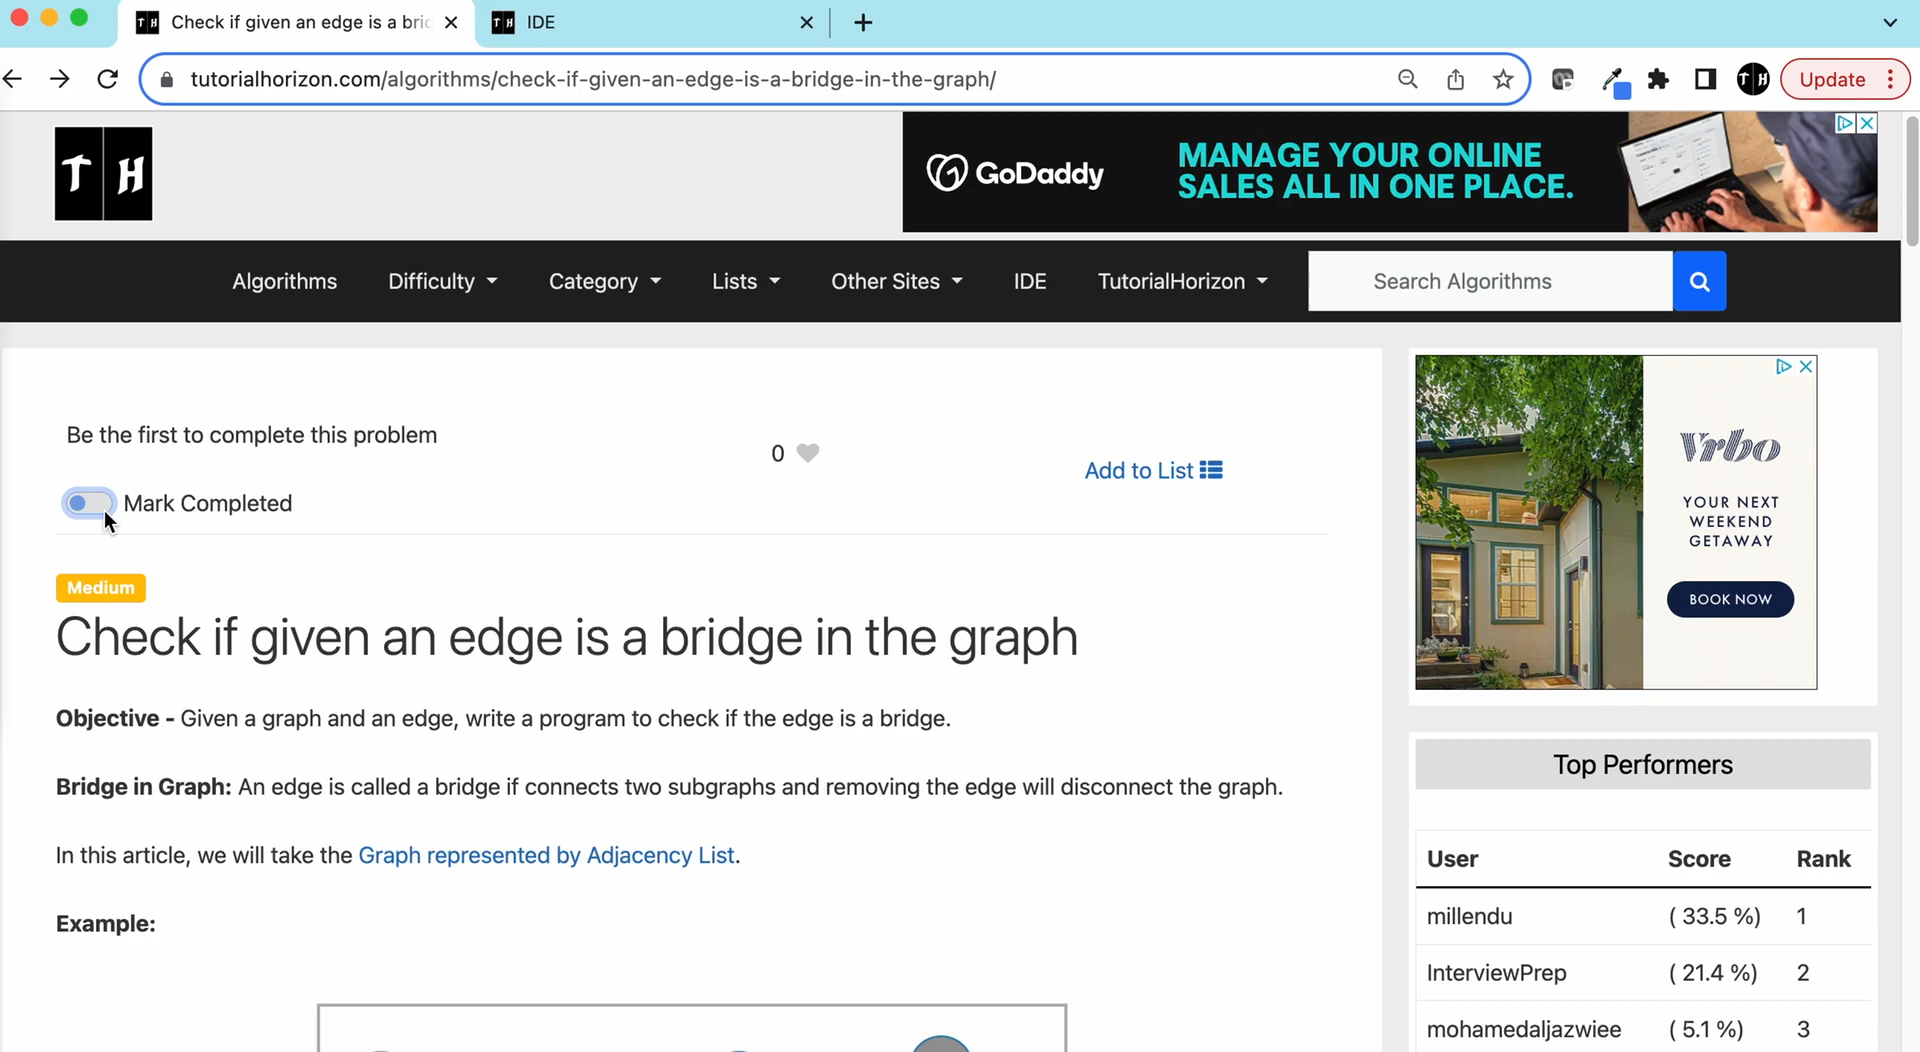 TH Check if given an edge is a bric
TH IDE
tutorialhorizon.com/algorithms/check-if-given-an-edge-is-a-bridge-in-the-graph/
TH
Update
TH
GoDaddy
MANAGE YOUR ONLINE
SALES ALL IN ONE PLACE.
Algorithms
Difficulty
Category
Lists
Other Sites
IDE
TutorialHorizon
Search Algorithms
Be the first to complete this problem
0
Add to List
Mark Completed
Medium
Check if given an edge is a bridge in the graph
Objective - Given a graph and an edge, write a program to check if the edge is a bridge.
Bridge in Graph: An edge is called a bridge if connects two subgraphs and removing the edge will disconnect the graph.
In this article, we will take the Graph represented by Adjacency List.
Example:
Vrbo
YOUR NEXT
WEEKEND
GETAWAY
BOOK NOW
Top Performers
User Score Rank
millendu ( 33.5 %) 1
InterviewPrep ( 21.4 %) 2
mohamedaljazwiee ( 5.1 %) 3